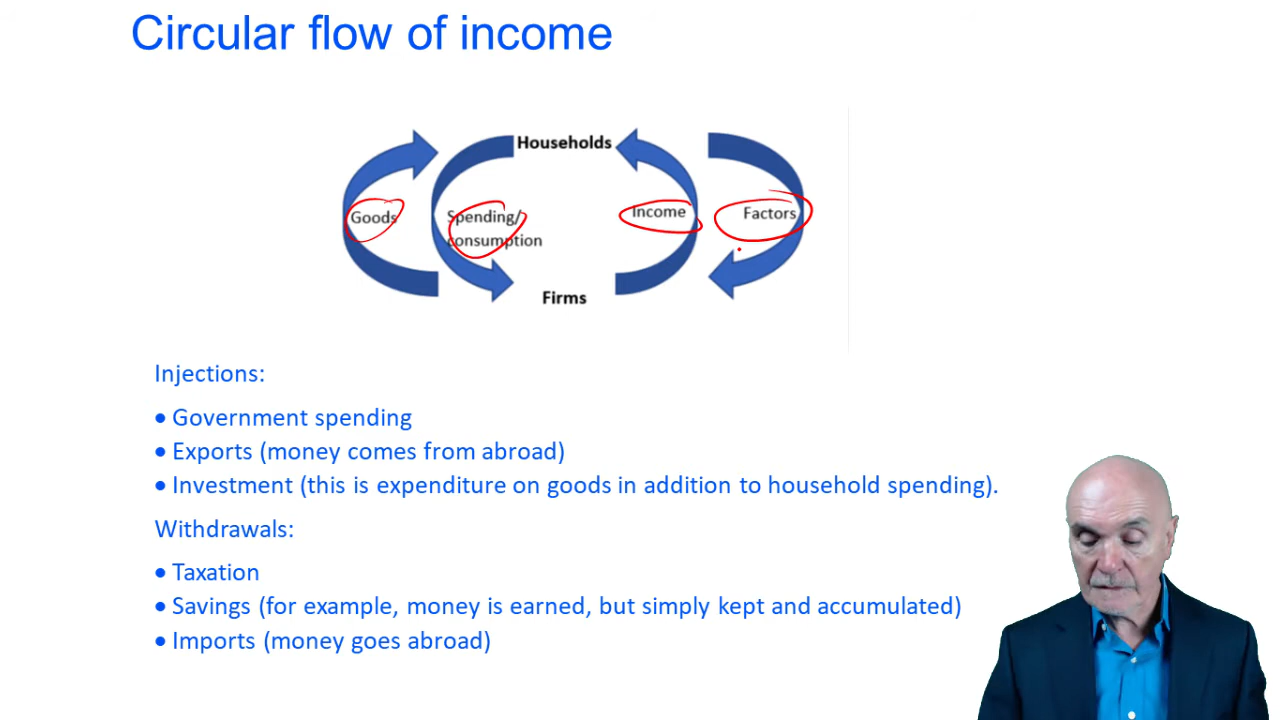 Circular flow of income
Households
Goods
Spending/
consumption
Income
Factors
Firms
Injections:
• Government spending
• Exports (money comes from abroad)
• Investment (this is expenditure on goods in addition to household spending).
Withdrawals:
• Taxation
• Savings (for example, money is earned, but simply kept and accumulated)
• Imports (money goes abroad)